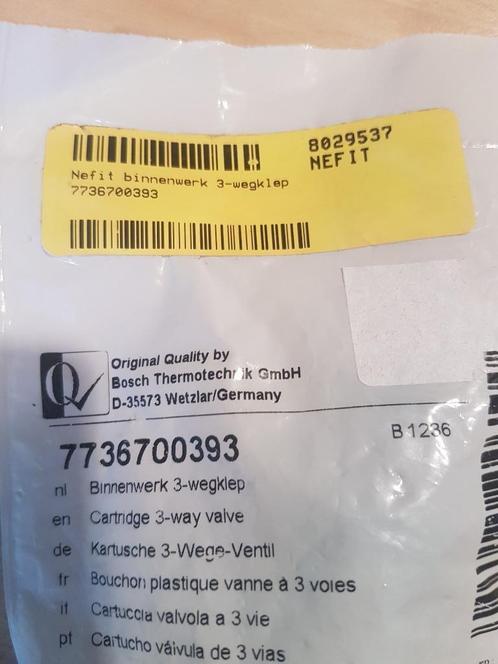 8029537
NEFIT
Nefit binnenwerk 3-wegklep
7736700393
Original Quality by
Bosch Thermotechnik GmbH
D-35573 Wetzlar/Germany
7736700393
B 1236
nl Binnenwerk 3-wegklep
en Cartridge 3-way valve
de Kartusche 3-Wege-Ventil
fr Bouchon plastique vanne à 3 voies
it Cartuccia valvola a 3 vie
pt Cartucho válvula de 3 vias